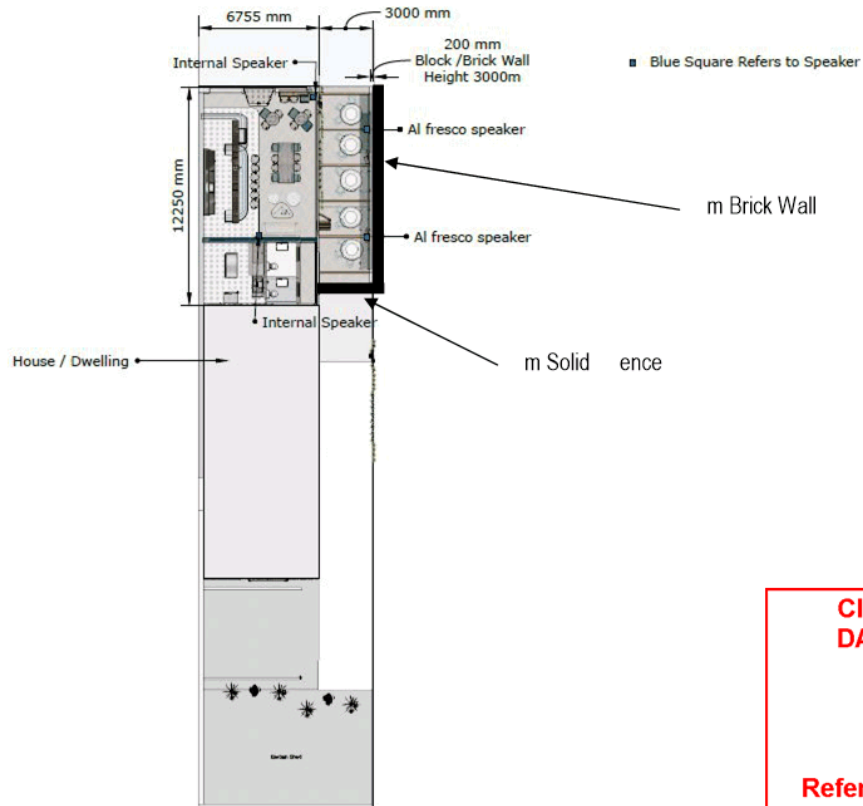 6755 mm
3000 mm
200 mm
Block /Brick Wall
Height 3000m
Internal Speaker
Blue Square Refers to Speaker
Al fresco speaker
12250 mm
m Brick Wall
Al fresco speaker
Internal Speaker
House / Dwelling
m Solid ence
CI
DA
Refer